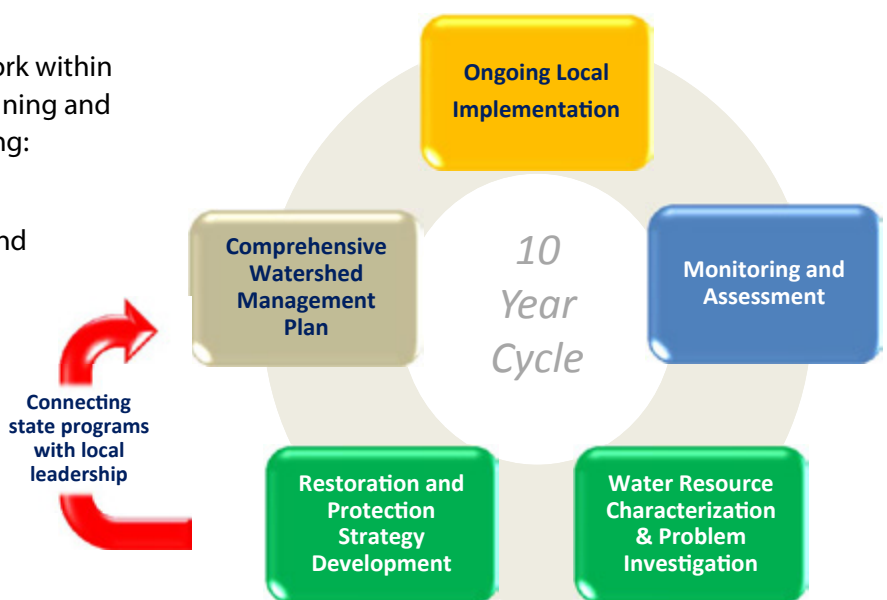 ork within
ning and
ng:
nd
Ongoing Local
Implementation
Comprehensive
Watershed
Management
Plan
10
Year
Cycle
Monitoring and
Assessment
Connecting
state programs
with local
leadership
Restoration and
Protection
Strategy
Development
Water Resource
Characterization
& Problem
Investigation